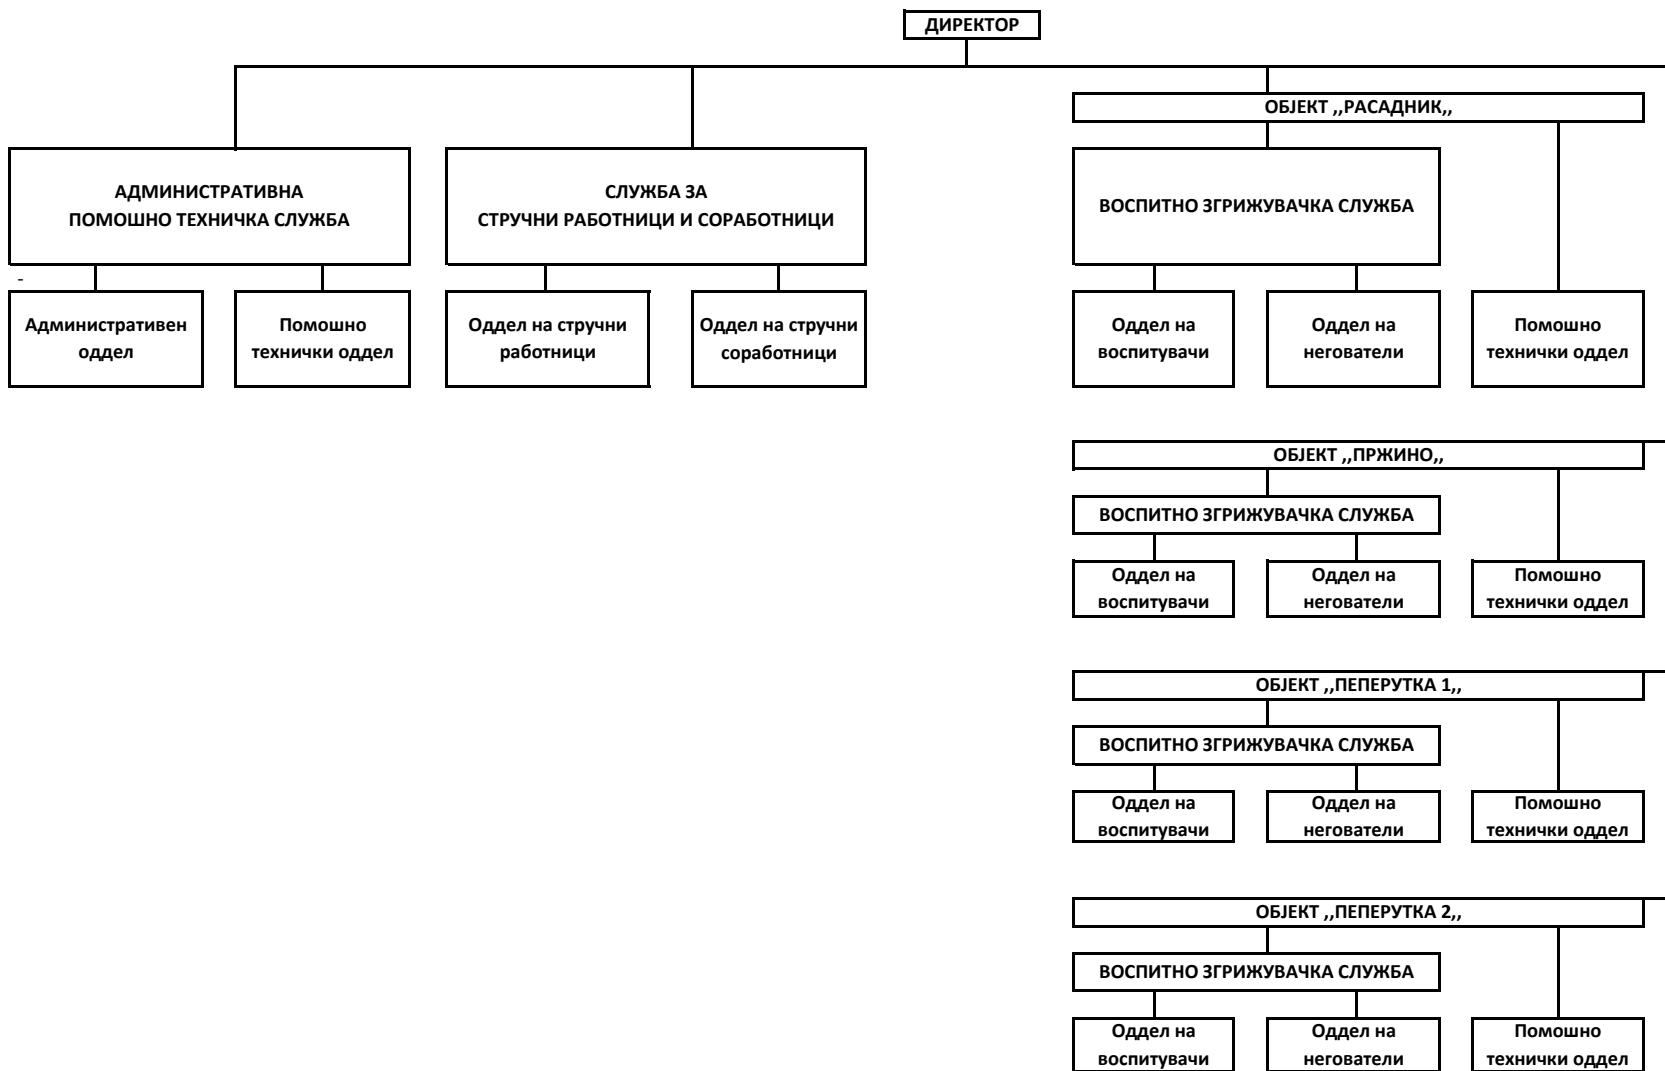 ДИРЕКТОР
ОБЈЕКТ ,,РАСАДНИК,,
АДМИНИСТРАТИВНА
ПОМОШНО ТЕХНИЧКА СЛУЖБА
СЛУЖБА ЗА
СТРУЧНИ РАБОТНИЦИ И СОРАБОТНИЦИ
ВОСПИТНО ЗГРИЖУВАЧКА СЛУЖБА
-
Административен
оддел
Помошно
технички оддел
Оддел на стручни
работници
Оддел на стручни
соработници
Оддел на
воспитувачи
Оддел на
негователи
Помошно
технички оддел
ОБЈЕКТ ,,ПРЖИНО,,
ВОСПИТНО ЗГРИЖУВАЧКА СЛУЖБА
Оддел на
воспитувачи
Оддел на
негователи
Помошно
технички оддел
ОБЈЕКТ ,,ПЕПЕРУТКА 1,,
ВОСПИТНО ЗГРИЖУВАЧКА СЛУЖБА
Оддел на
воспитувачи
Оддел на
негователи
Помошно
технички оддел
ОБЈЕКТ ,,ПЕПЕРУТКА 2,,
ВОСПИТНО ЗГРИЖУВАЧКА СЛУЖБА
Оддел на
воспитувачи
Оддел на
негователи
Помошно
технички оддел